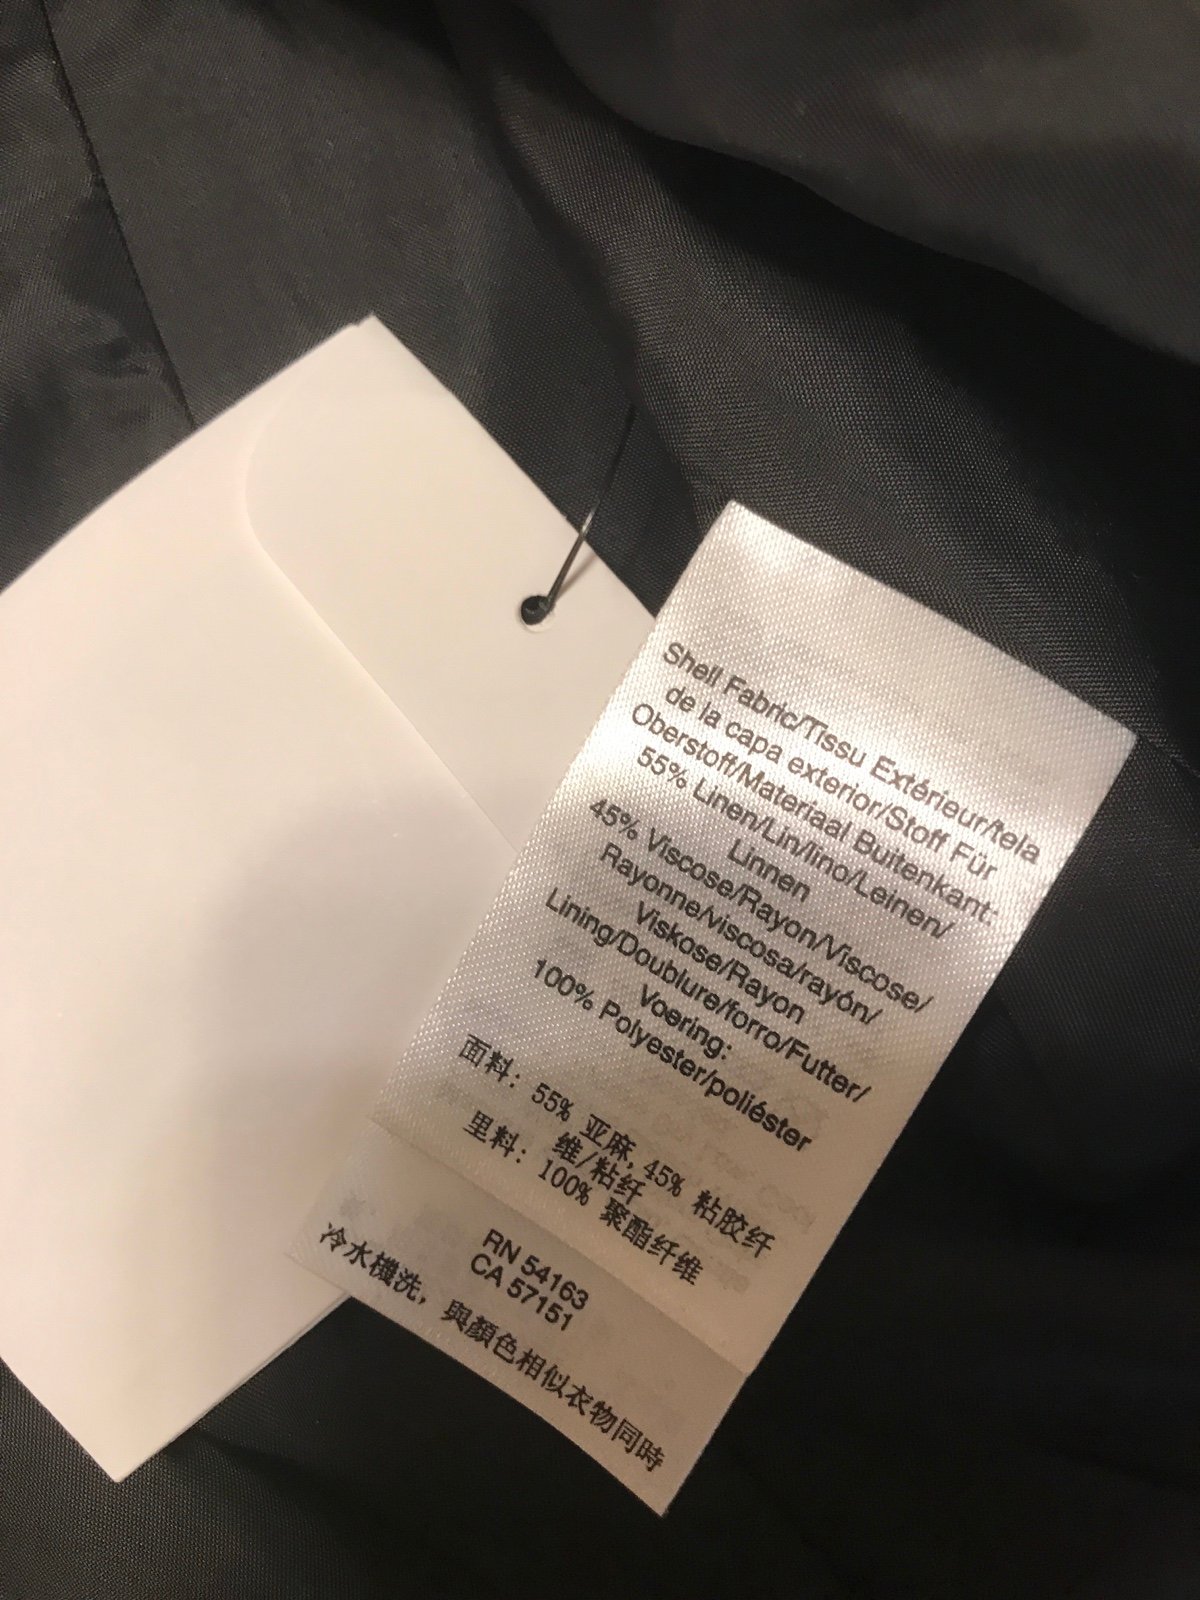 Shell Fabric/Tissu Extérieur/tela
de la capa exterior/Stoff Für
Oberstoff/Materiaal Buitenkant:
55% Linen/Lin/lino/Leinen/
Linnen
45% Viscose/Rayon/Viscose/
Rayonne/viscosa/rayón/
Viskose/Rayon
Lining/Doublure/forro/Futter/
Voering:
100% Polyester/poliéster
面料: 55% 亚麻, 45% 粘胶纤
维/粘纤
里料: 100% 聚酯纤维
RN 54163
CA 57151
冷水機洗，與顏色相似衣物同時